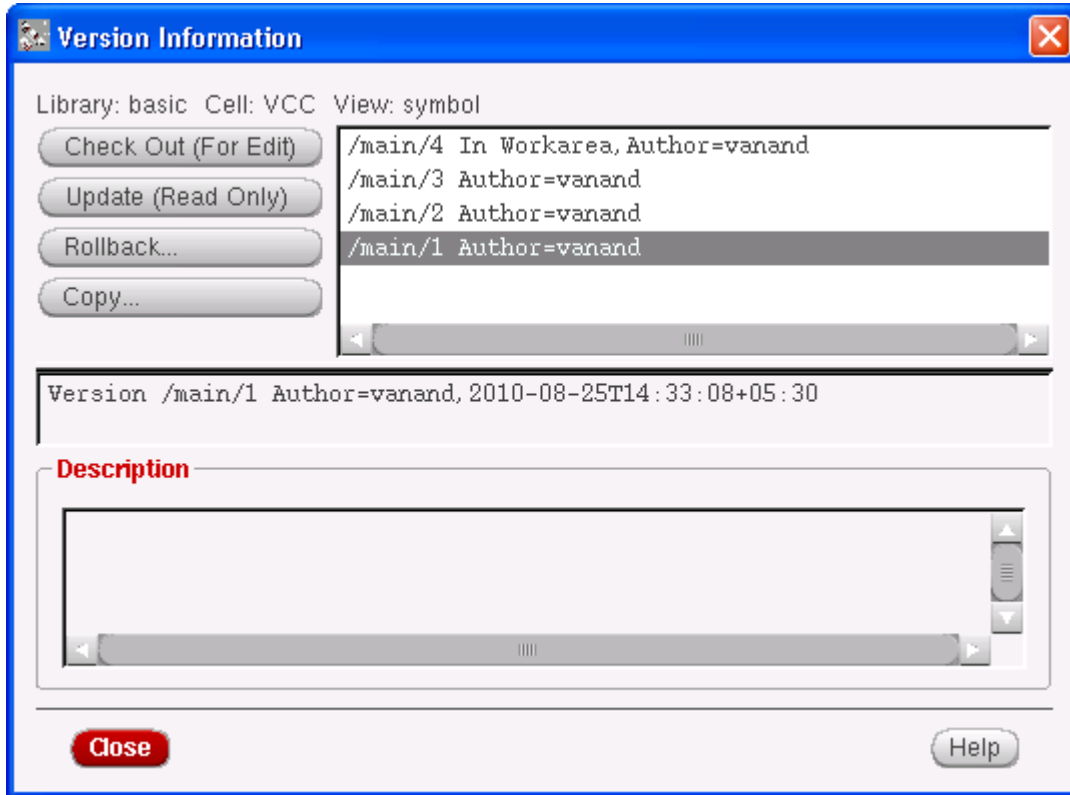 Version Information
Library: basic Cell: VCC View: symbol
Check Out (For Edit)
Update (Read Only)
Rollback...
Copy...
/main/4 In Workarea, Author=vanand
/main/3 Author=vanand
/main/2 Author=vanand
/main/1 Author=vanand
Version /main/1 Author=vanand, 2010-08-25T14:33:08+05:30
Description
Close
Help